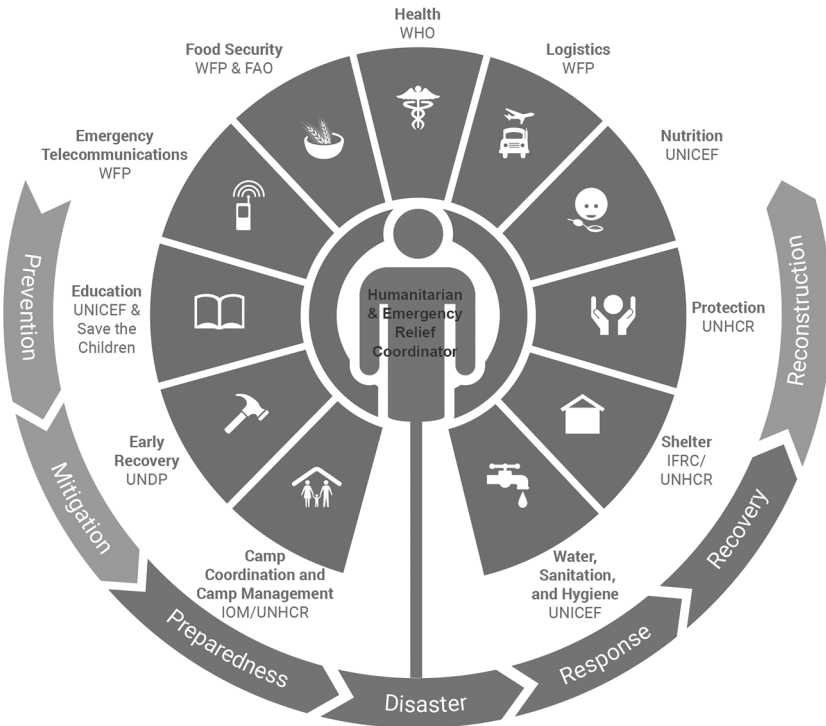 Health
WHO
Logistics
WFP
Nutrition
UNICEF
Protection
UNHCR
Shelter
IFRC/
UNHCR
Water,
Sanitation,
and Hygiene
UNICEF
Camp
Coordination and
Camp Management
IOM/UNHCR
Early
Recovery
UNDP
Education
UNICEF &
Save the
Children
Emergency
Telecommunications
WFP
Food Security
WFP & FAO
Humanitarian
& Emergency
Relief
Coordinator
Prevention
Mitigation
Preparedness
Disaster
Response
Recovery
Reconstruction